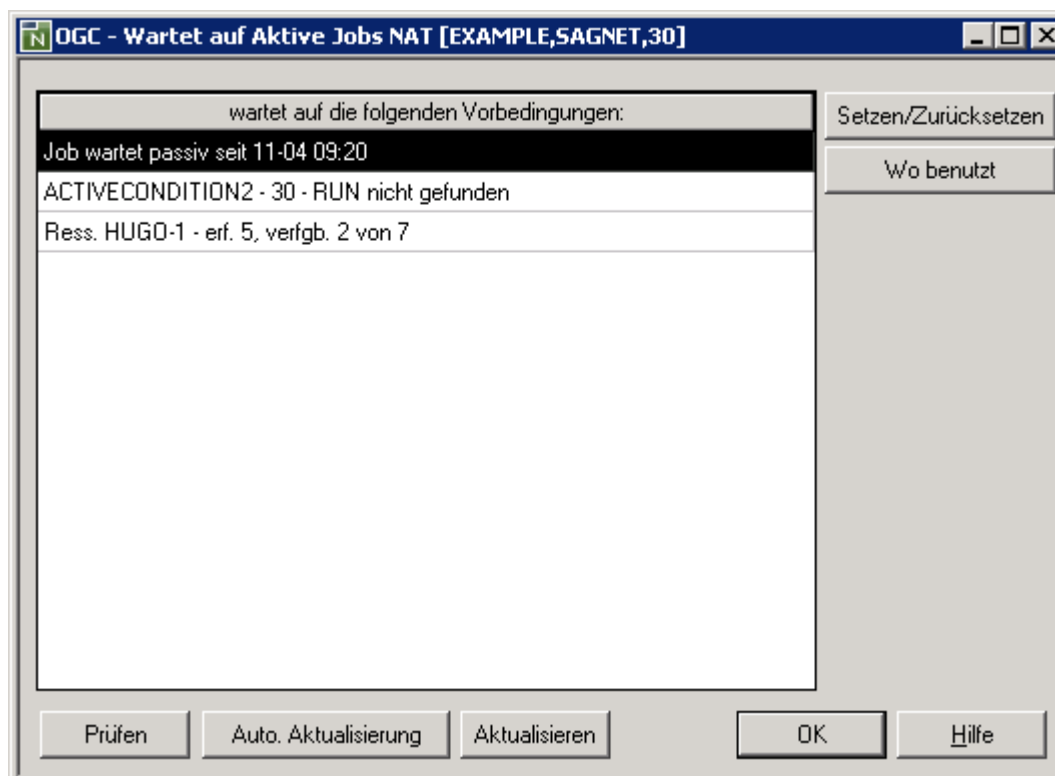 OGC - Wartet auf Aktive Jobs NAT [EXAMPLE,SAGNET,30]
wartet auf die folgenden Vorbedingungen:
Setzen/Zurücksetzen
Job wartet passiv seit 11-04 09:20
Wo benutzt
ACTIVECONDITION2 - 30 - RUN nicht gefunden
Ress. HUGO-1 - erf. 5, verfgb. 2 von 7
Prüfen Auto. Aktualisierung Aktualisieren OK Hilfe